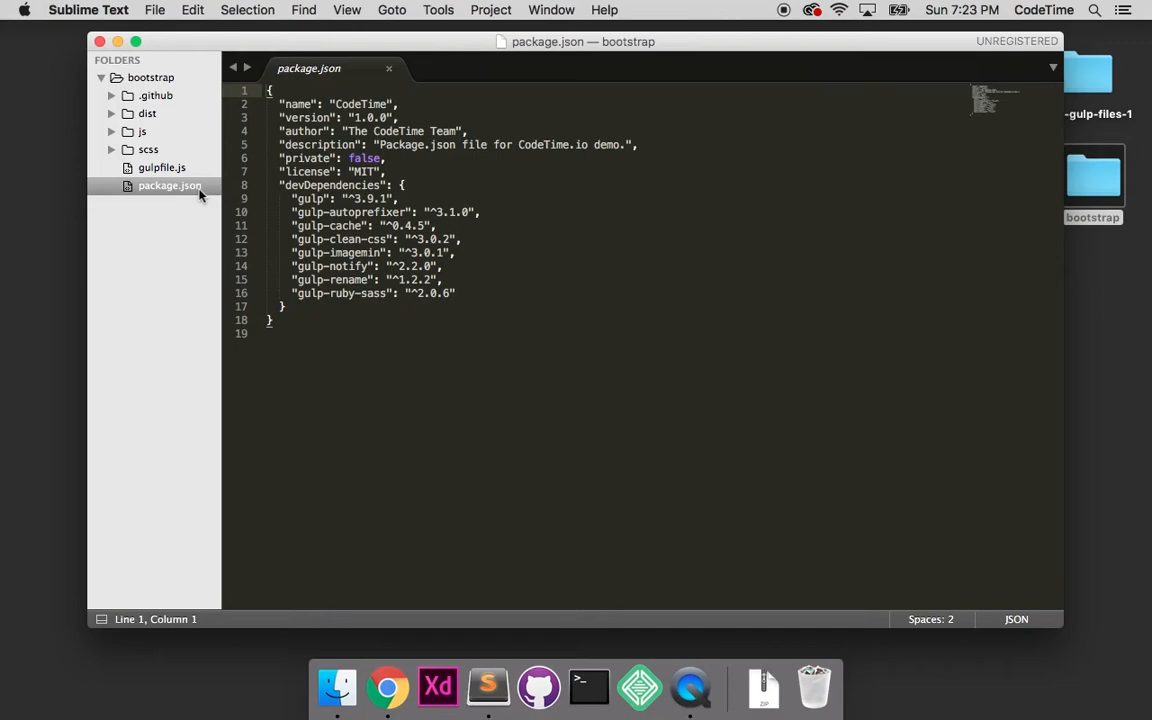 Sublime Text File Edit Selection Find View Goto Tools Project Window Help Sun 7:23 PM CodeTime
package.json — bootstrap UNREGISTERED
FOLDERS
bootstrap
.github
dist
js
scss
gulpfile.js
package.json
package.json ×
1 {
2 "name": "CodeTime",
3 "version": "1.0.0",
4 "author": "The CodeTime Team",
5 "description": "Package.json file for CodeTime.io demo.",
6 "private": false,
7 "license": "MIT",
8 "devDependencies": {
9 "gulp": "^3.9.1",
10 "gulp-autoprefixer": "^3.1.0",
11 "gulp-cache": "^0.4.5",
12 "gulp-clean-css": "^3.0.2",
13 "gulp-imagemin": "^3.0.1",
14 "gulp-notify": "^2.2.0",
15 "gulp-rename": "^1.2.2",
16 "gulp-ruby-sass": "^2.0.6"
17 }
18 }
19
-gulp-files-1
bootstrap
Line 1, Column 1 Spaces: 2 JSON
Xd S >_ ZIP